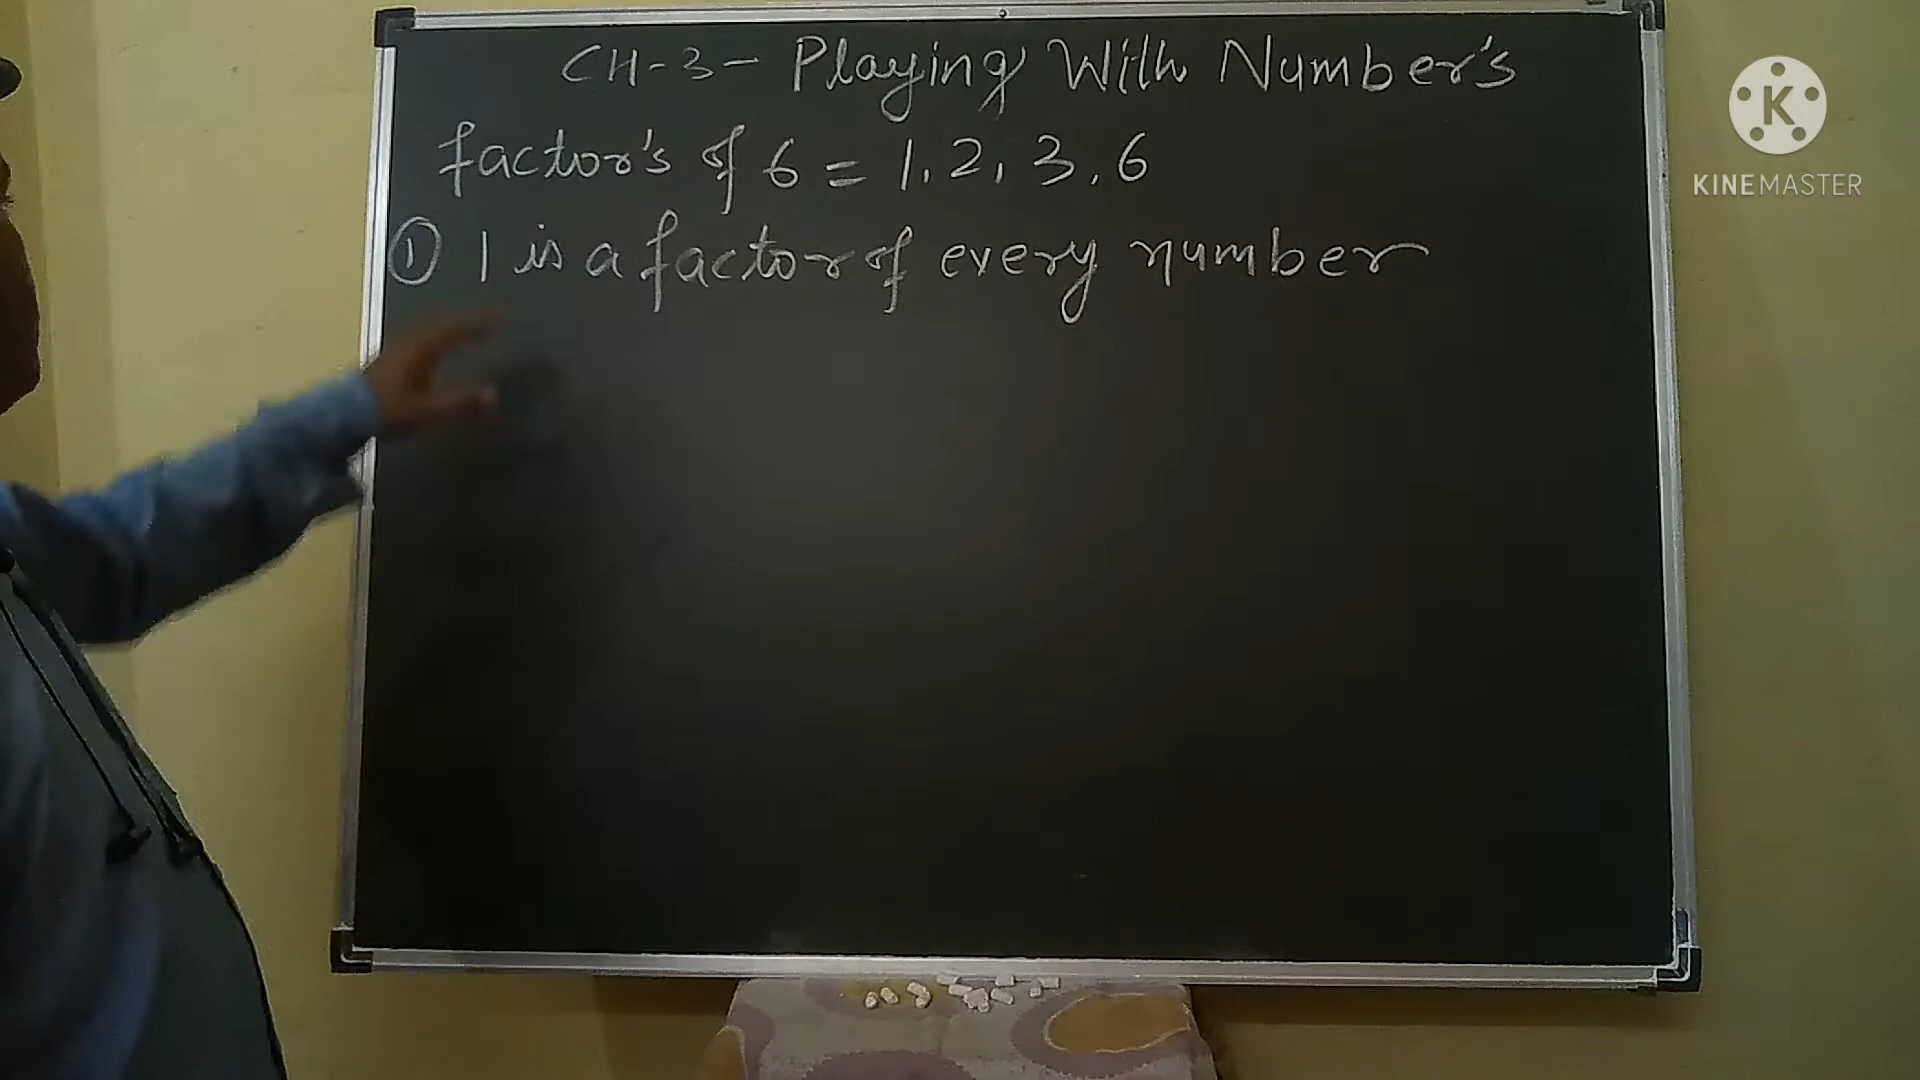 CH-3- Playing With Number's
factor's of 6 = 1, 2, 3, 6
① 1 is a factor of every number
K
KINEMASTER